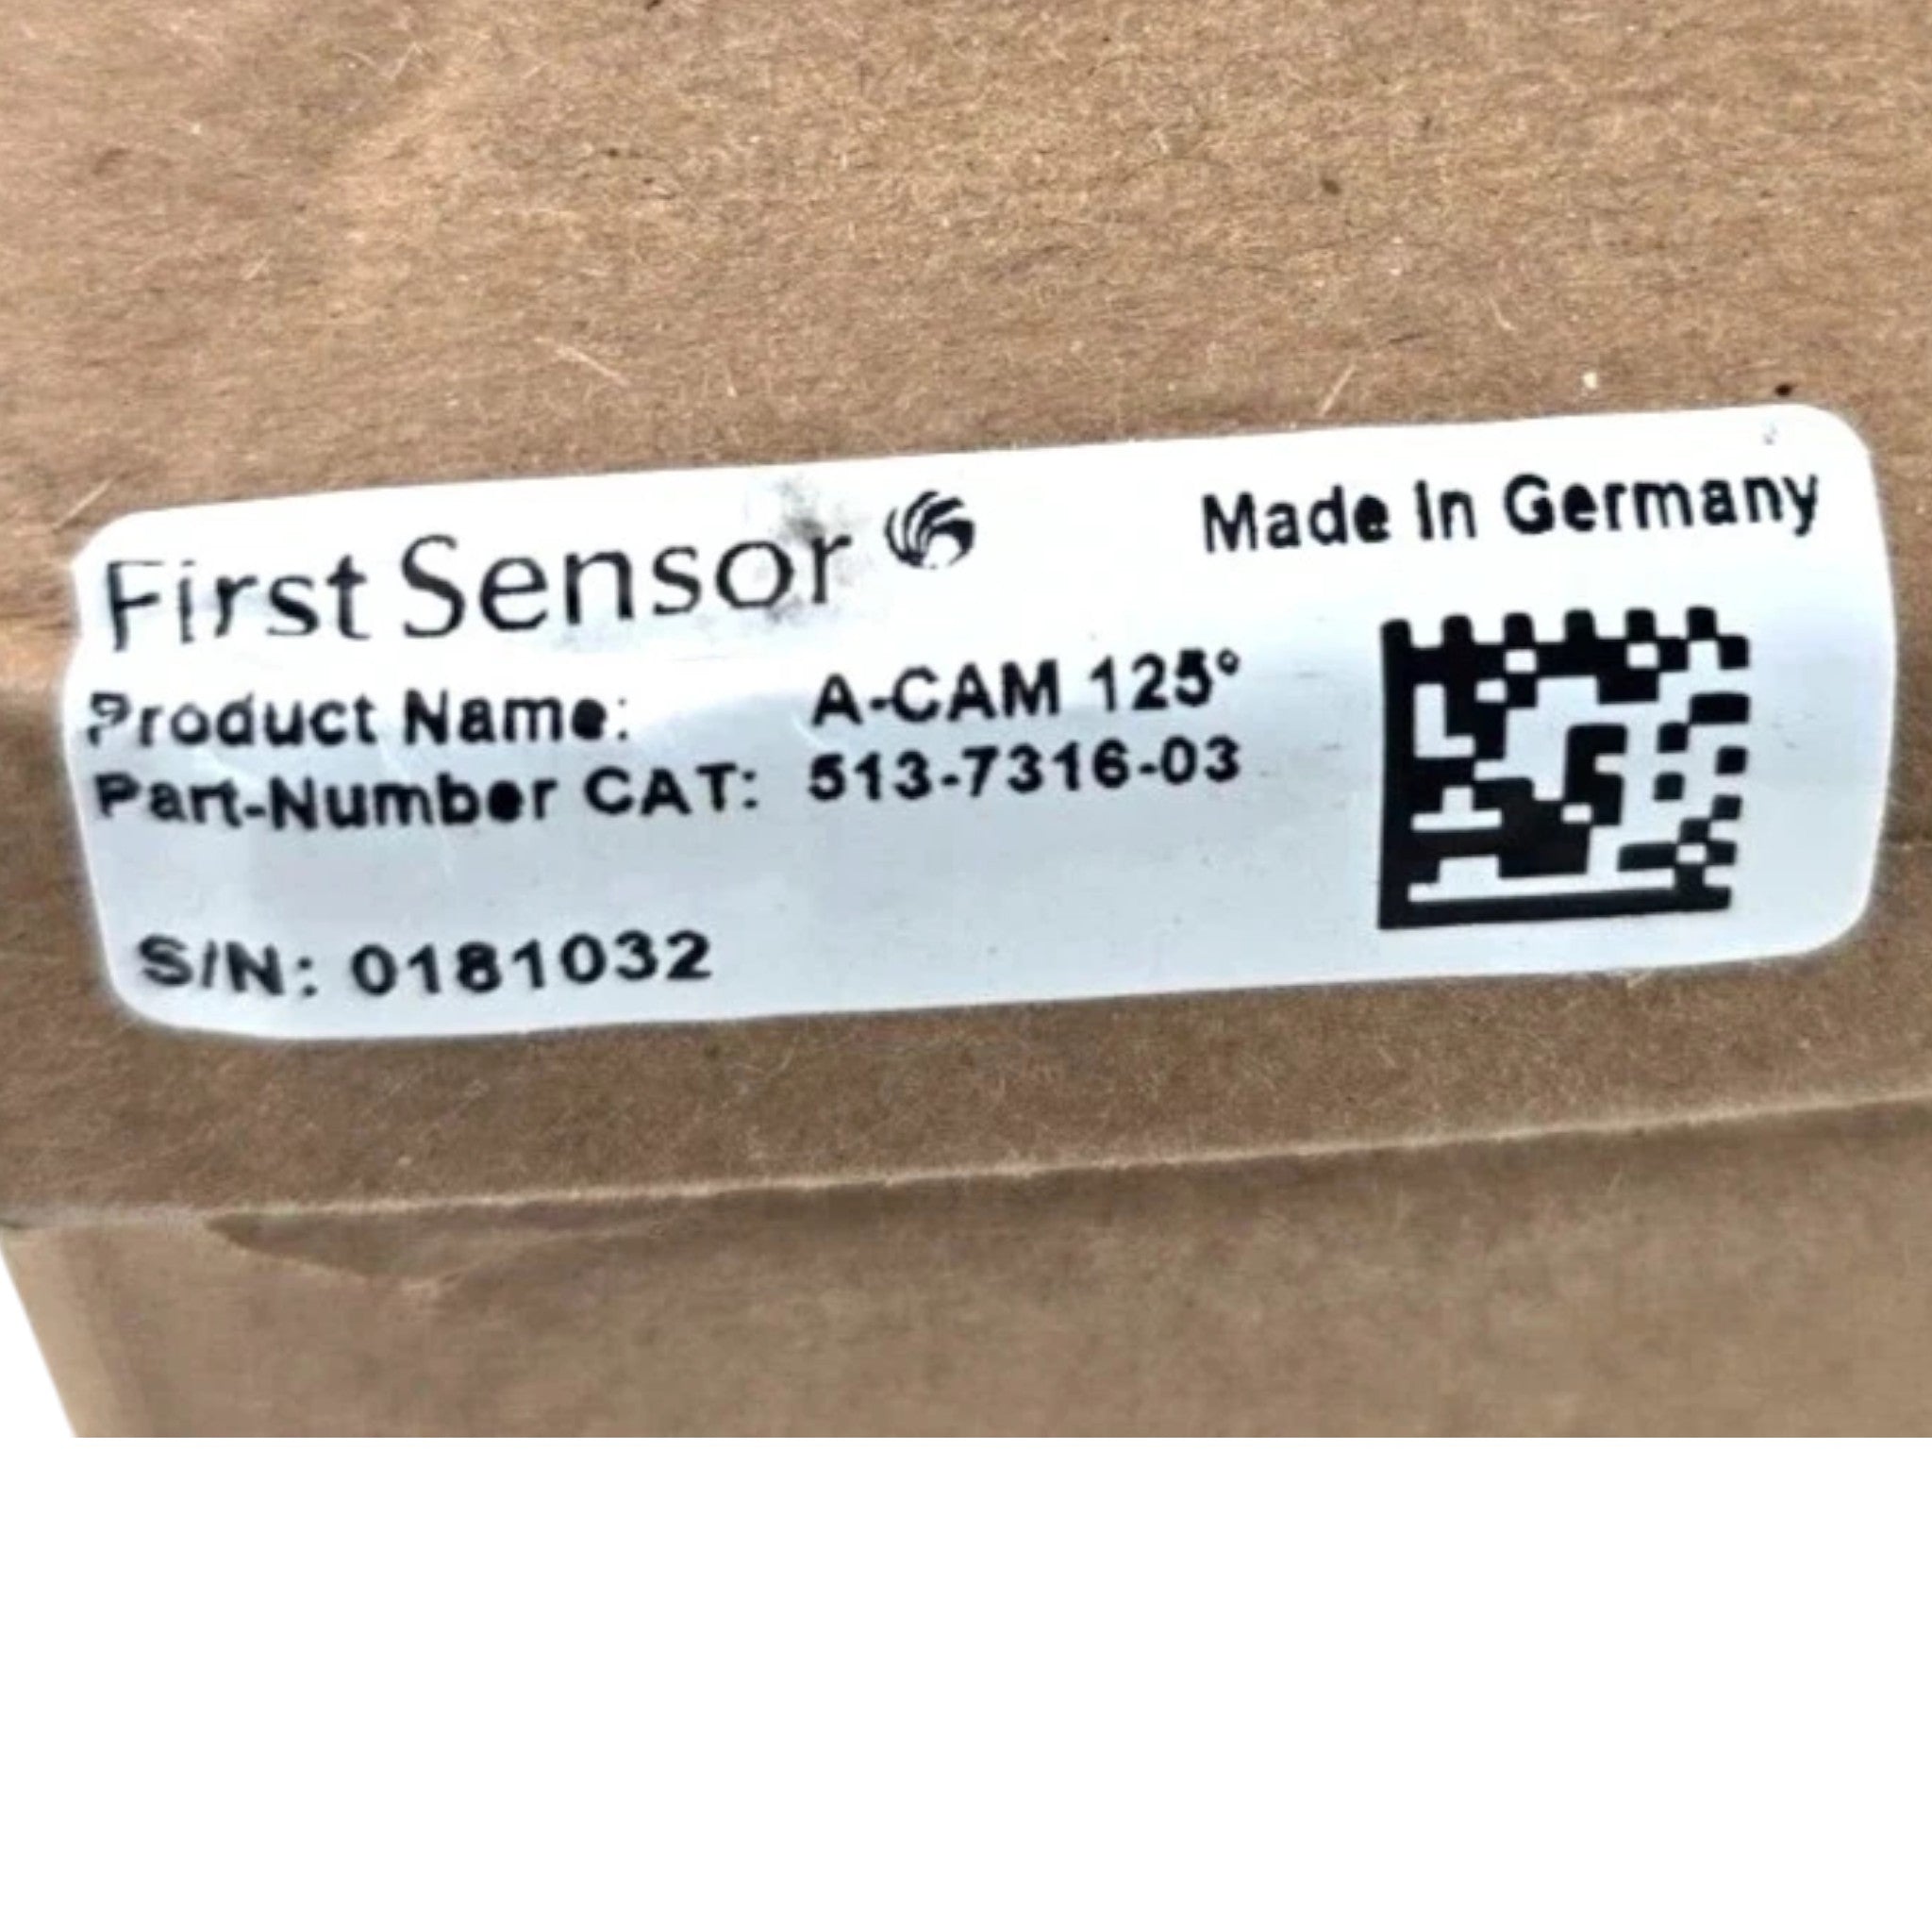 First Sensor
Made in Germany
Product Name: A-CAM 125°
Part-Number CAT: 513-7316-03
S/N: 0181032